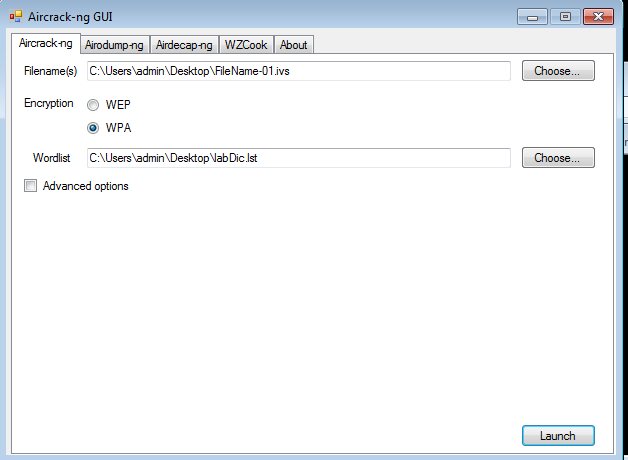 Aircrack-ng GUI
Aircrack-ng Airodump-ng Airdecap-ng WZCook About
Filename(s) C:\Users\admin\Desktop\FileName-01.ivs Choose...
Encryption WEP
WPA
Wordlist C:\Users\admin\Desktop\labDic.lst Choose...
Advanced options
Launch